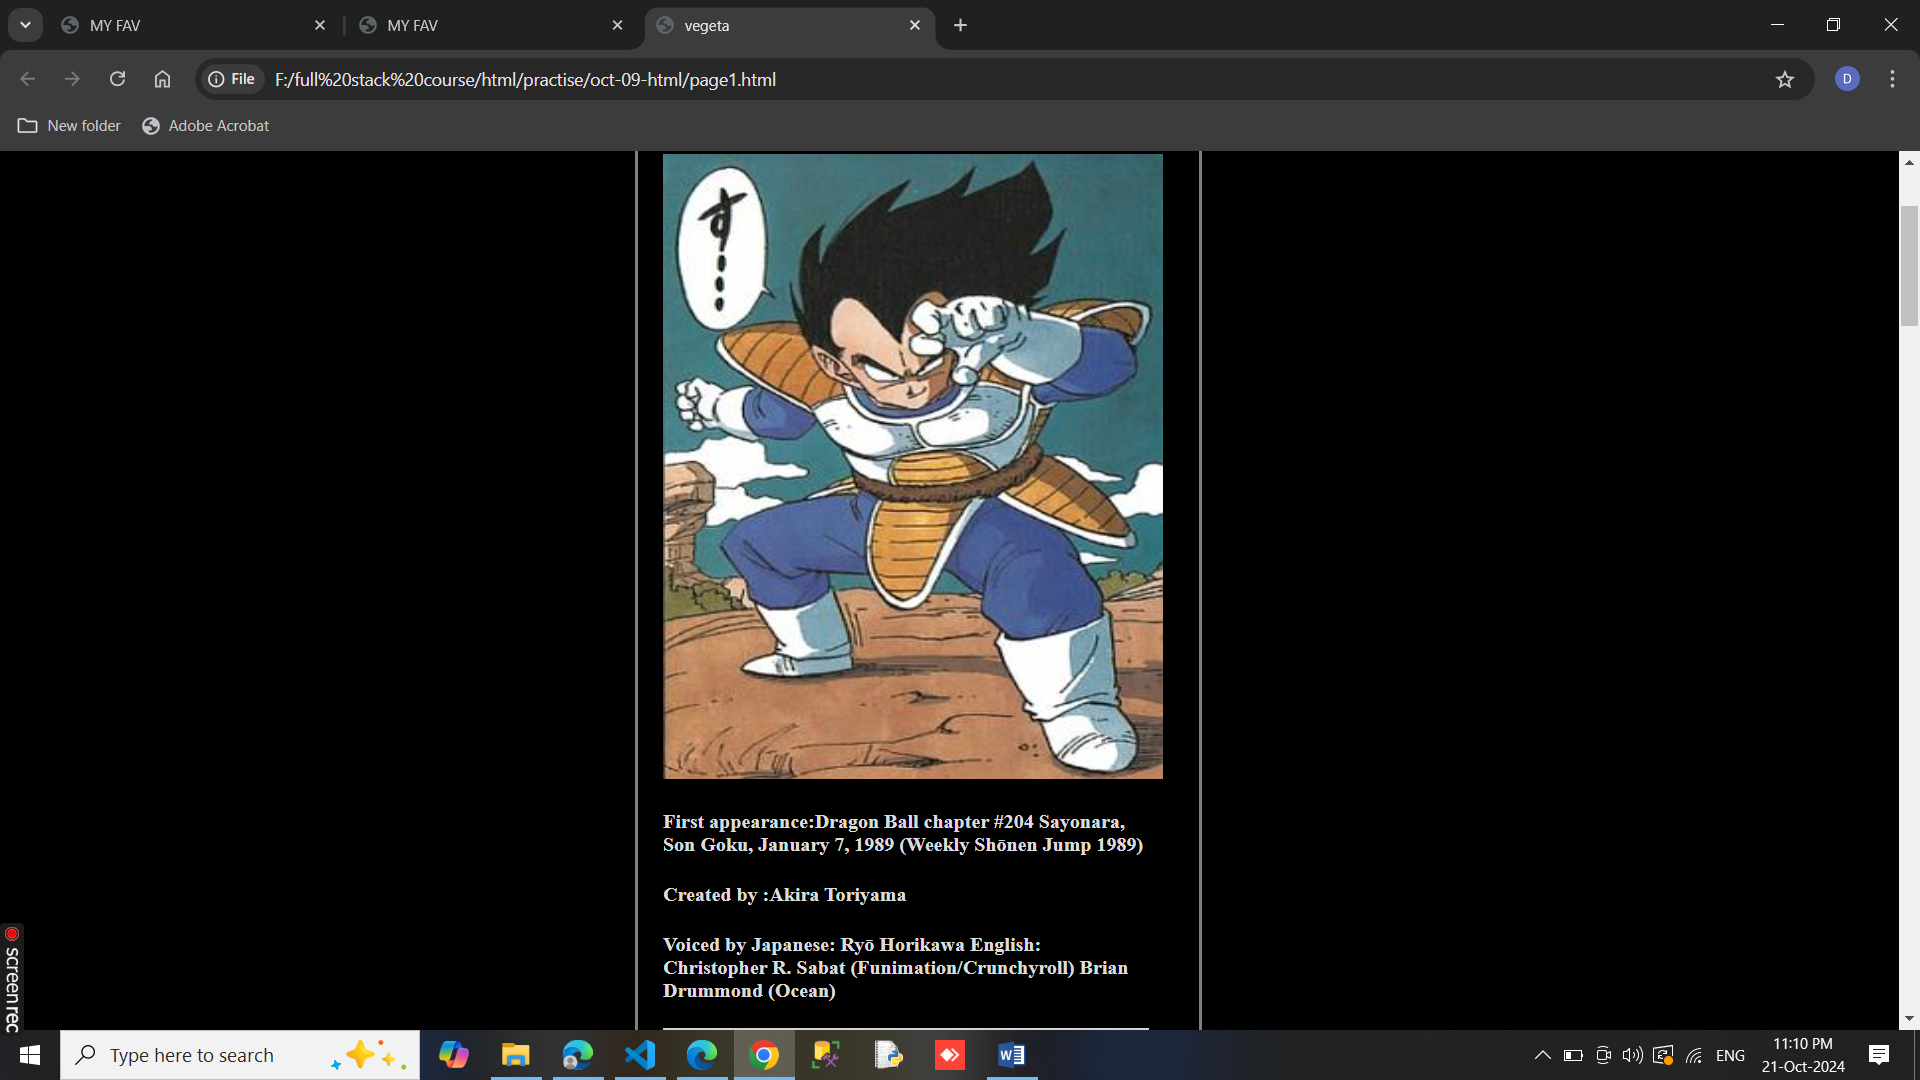 MY FAV
MY FAV
vegeta
File
F:/full%20stack%20course/html/practise/oct-09-html/page1.html
D
New folder
Adobe Acrobat
す
First appearance:Dragon Ball chapter #204 Sayonara,
Son Goku, January 7, 1989 (Weekly Shōnen Jump 1989)
Created by :Akira Toriyama
Voiced by Japanese: Ryō Horikawa English:
Christopher R. Sabat (Funimation/Crunchyroll) Brian
Drummond (Ocean)
screenrec
Type here to search
ENG
11:10 PM
21-Oct-2024